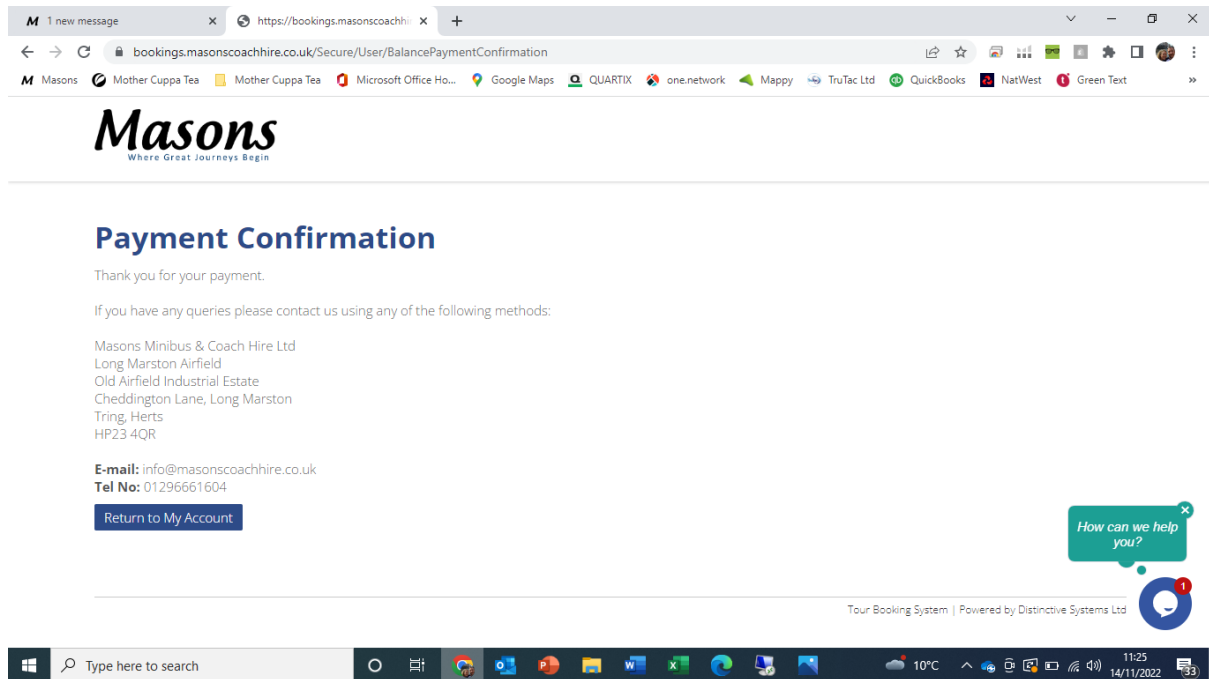 M 1 new message
https://bookings.masonscoachhi
bookings.masonscoachhire.co.uk/Secure/User/BalancePaymentConfirmation
M Masons Mother Cuppa Tea Mother Cuppa Tea Microsoft Office Ho... Google Maps QUARTIX one.network Mappy TruTac Ltd QuickBooks NatWest Green Text »
Masons
Where Great Journeys Begin
Payment Confirmation
Thank you for your payment.
If you have any queries please contact us using any of the following methods:
Masons Minibus & Coach Hire Ltd
Long Marston Airfield
Old Airfield Industrial Estate
Cheddington Lane, Long Marston
Tring, Herts
HP23 4QR
E-mail: info@masonscoachhire.co.uk
Tel No: 01296661604
Return to My Account
How can we help
you?
1
Tour Booking System | Powered by Distinctive Systems Ltd
Type here to search
10°C
11:25
14/11/2022
33